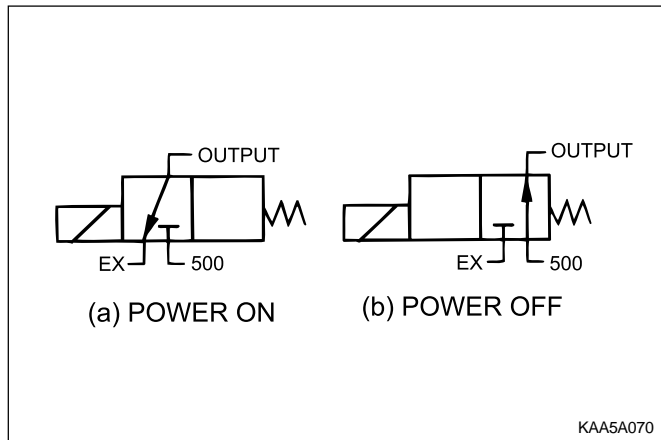 OUTPUT
EX
500
(a) POWER ON
OUTPUT
EX
500
(b) POWER OFF
KAA5A070